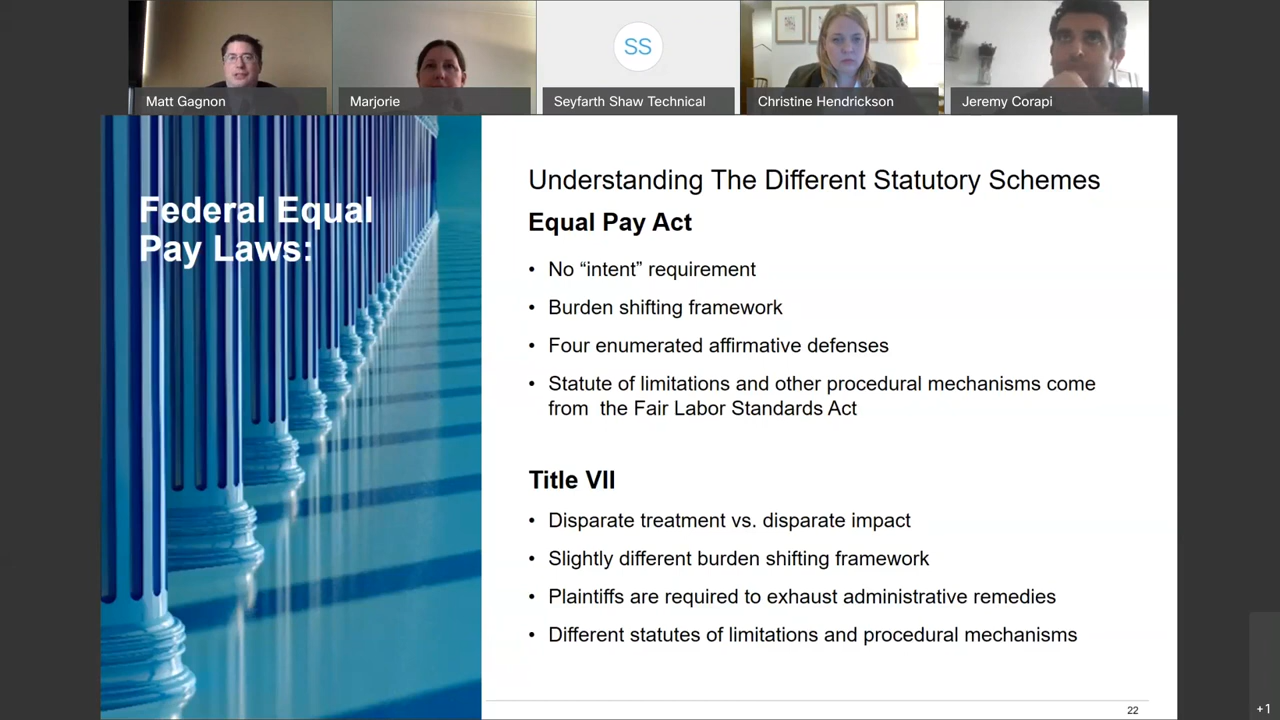 SS
Matt Gagnon
Marjorie
Seyfarth Shaw Technical
Christine Hendrickson
Jeremy Corapi
Federal Equal
Pay Laws:
Understanding The Different Statutory Schemes
Equal Pay Act
• No “intent” requirement
• Burden shifting framework
• Four enumerated affirmative defenses
• Statute of limitations and other procedural mechanisms come
from the Fair Labor Standards Act
Title VII
• Disparate treatment vs. disparate impact
• Slightly different burden shifting framework
• Plaintiffs are required to exhaust administrative remedies
• Different statutes of limitations and procedural mechanisms
22
+1